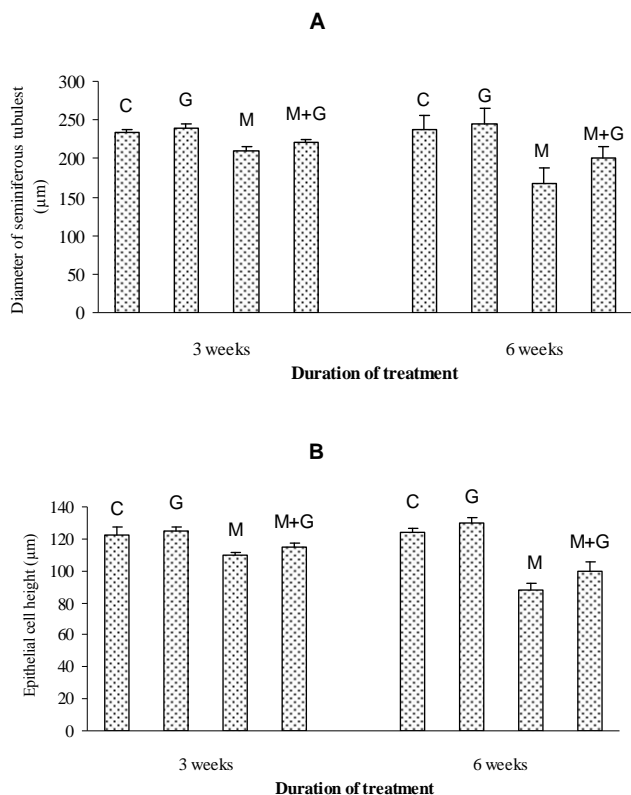 A
Diameter of seminiferous tubulest
(µm)
300
250
200
150
100
50
0
C
G
M
M+G
C
G
M
M+G
3 weeks
6 weeks
Duration of treatment
B
Epithelial cell height (µm)
140
120
100
80
60
40
20
0
C
G
M
M+G
C
G
M
M+G
3 weeks
6 weeks
Duration of treatment